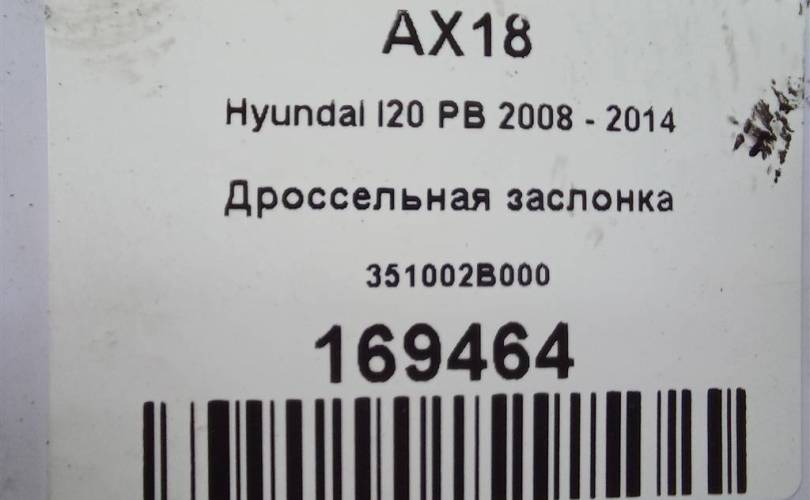 AX18
Hyundai I20 PB 2008 - 2014
Дроссельная заслонка
351002B000
169464